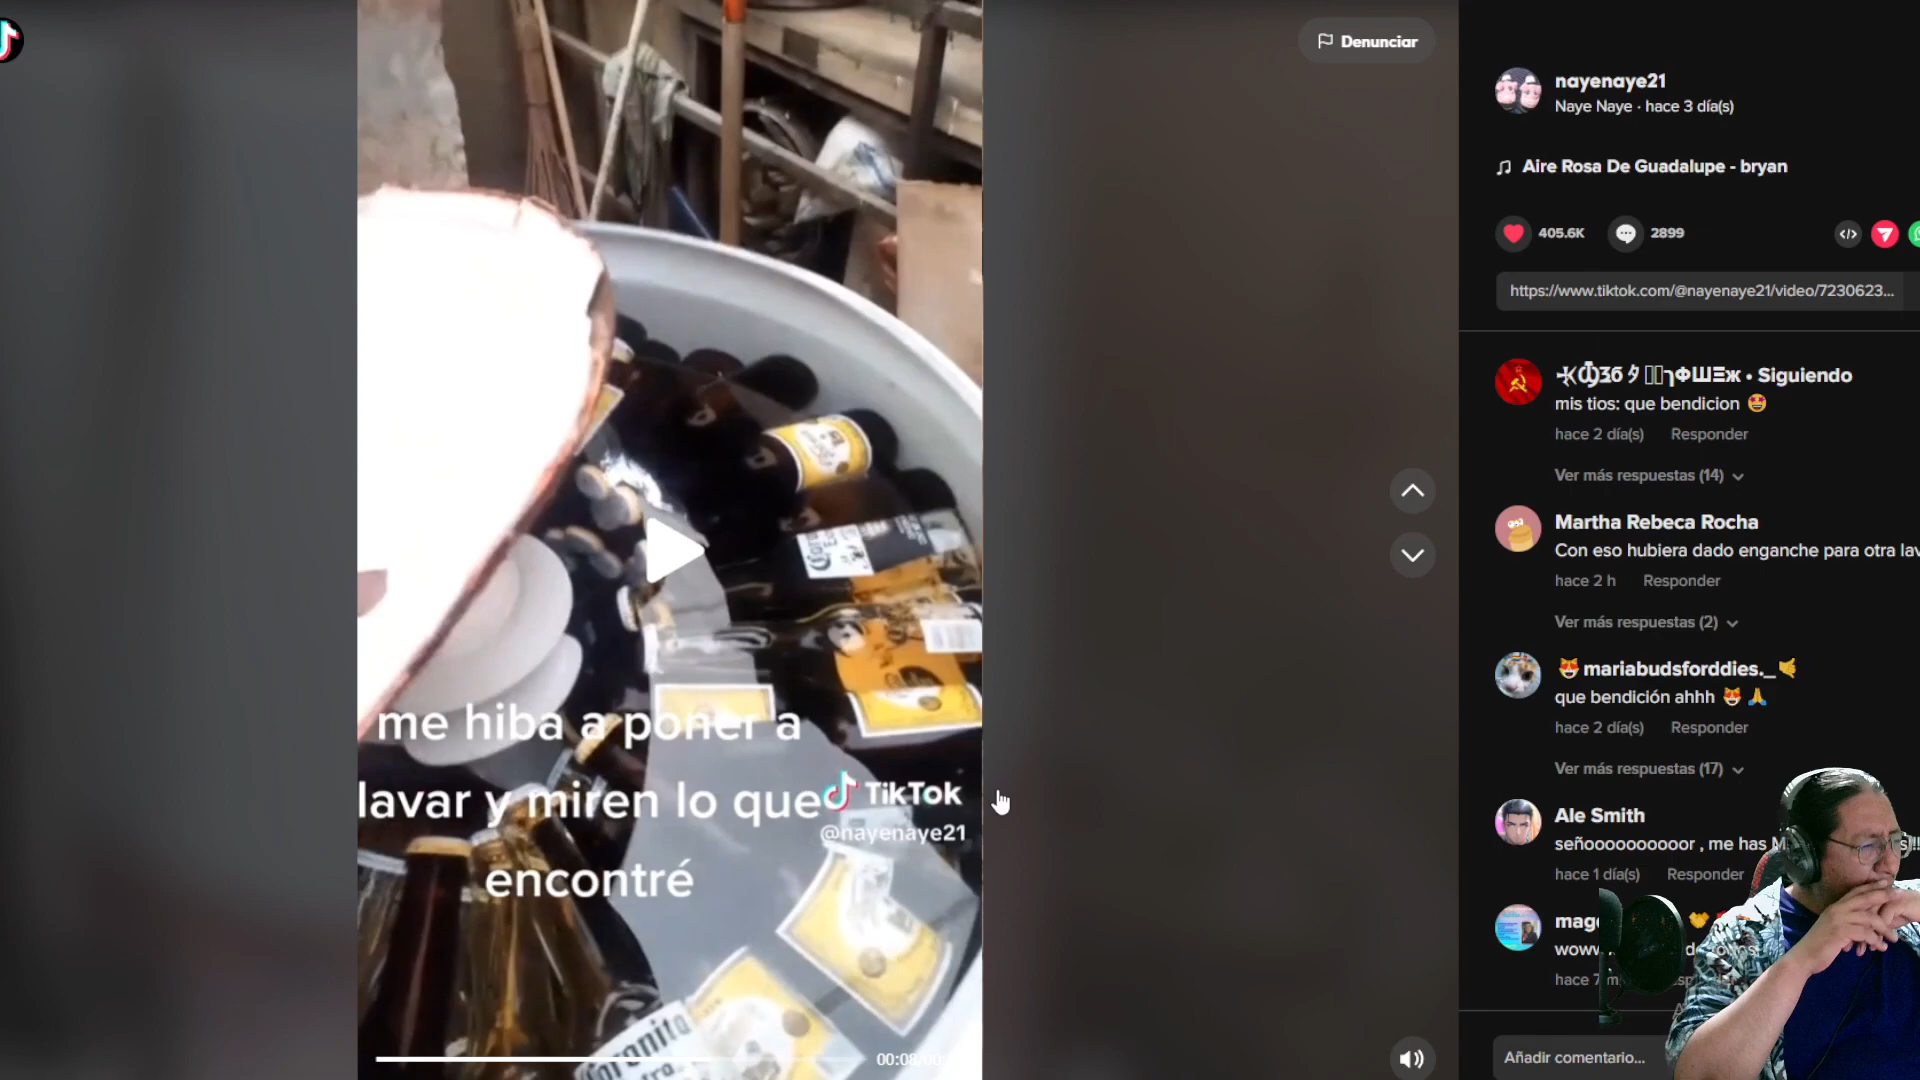 Denunciar
me hiba a poner a
lavar y miren lo que
encontré
TikTok
@nayenaye21
Coronita
nayenaye21
Naye Naye · hace 3 día(s)
Aire Rosa De Guadalupe - bryan
405.6K
2899
https://www.tiktok.com/@nayenaye21/video/7230623...
• Siguiendo
mis tios: que bendicion 🤩
hace 2 día(s) Responder
Ver más respuestas (14)
Martha Rebeca Rocha
Con eso hubiera dado enganche para otra
hace 2 h Responder
Ver más respuestas (2)
😻 mariabudsforddies._🤙
que bendición ahhh 😻 🙏
hace 2 día(s) Responder
Ver más respuestas (17)
Ale Smith
señoooooooooor , me has
hace 1 día(s) Responder
Añadir comentario...